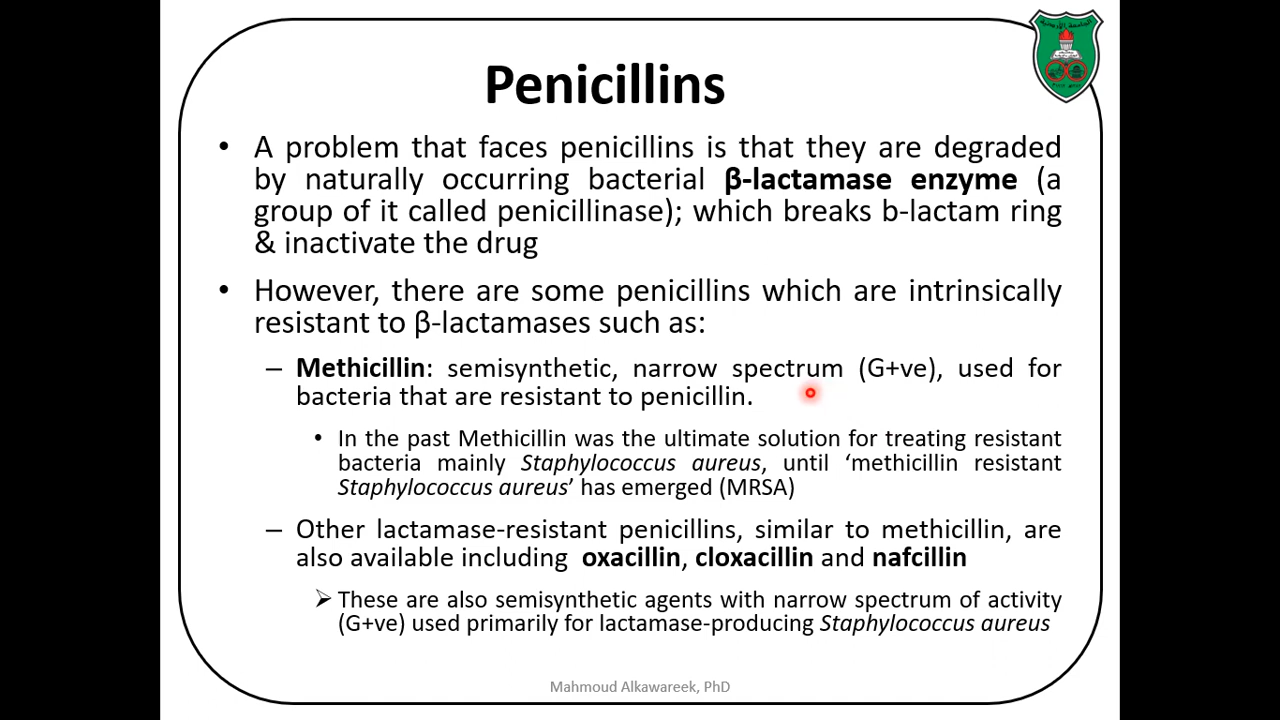 Penicillins
• A problem that faces penicillins is that they are degraded
by naturally occurring bacterial β-lactamase enzyme (a
group of it called penicillinase); which breaks b-lactam ring
& inactivate the drug
• However, there are some penicillins which are intrinsically
resistant to β-lactamases such as:
– Methicillin: semisynthetic, narrow spectrum (G+ve), used for
bacteria that are resistant to penicillin.
• In the past Methicillin was the ultimate solution for treating resistant
bacteria mainly Staphylococcus aureus, until ‘methicillin resistant
Staphylococcus aureus’ has emerged (MRSA)
– Other lactamase-resistant penicillins, similar to methicillin, are
also available including oxacillin, cloxacillin and nafcillin
➢ These are also semisynthetic agents with narrow spectrum of activity
(G+ve) used primarily for lactamase-producing Staphylococcus aureus
Mahmoud Alkawareek, PhD